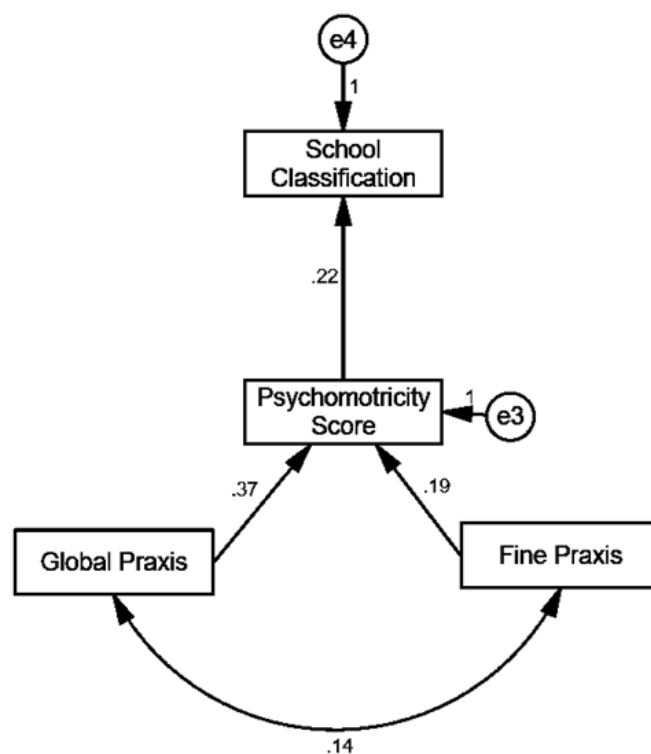 e4
1
School
Classification
.22
Psychomotricity
Score
1
e3
.37
.19
Global Praxis
Fine Praxis
.14